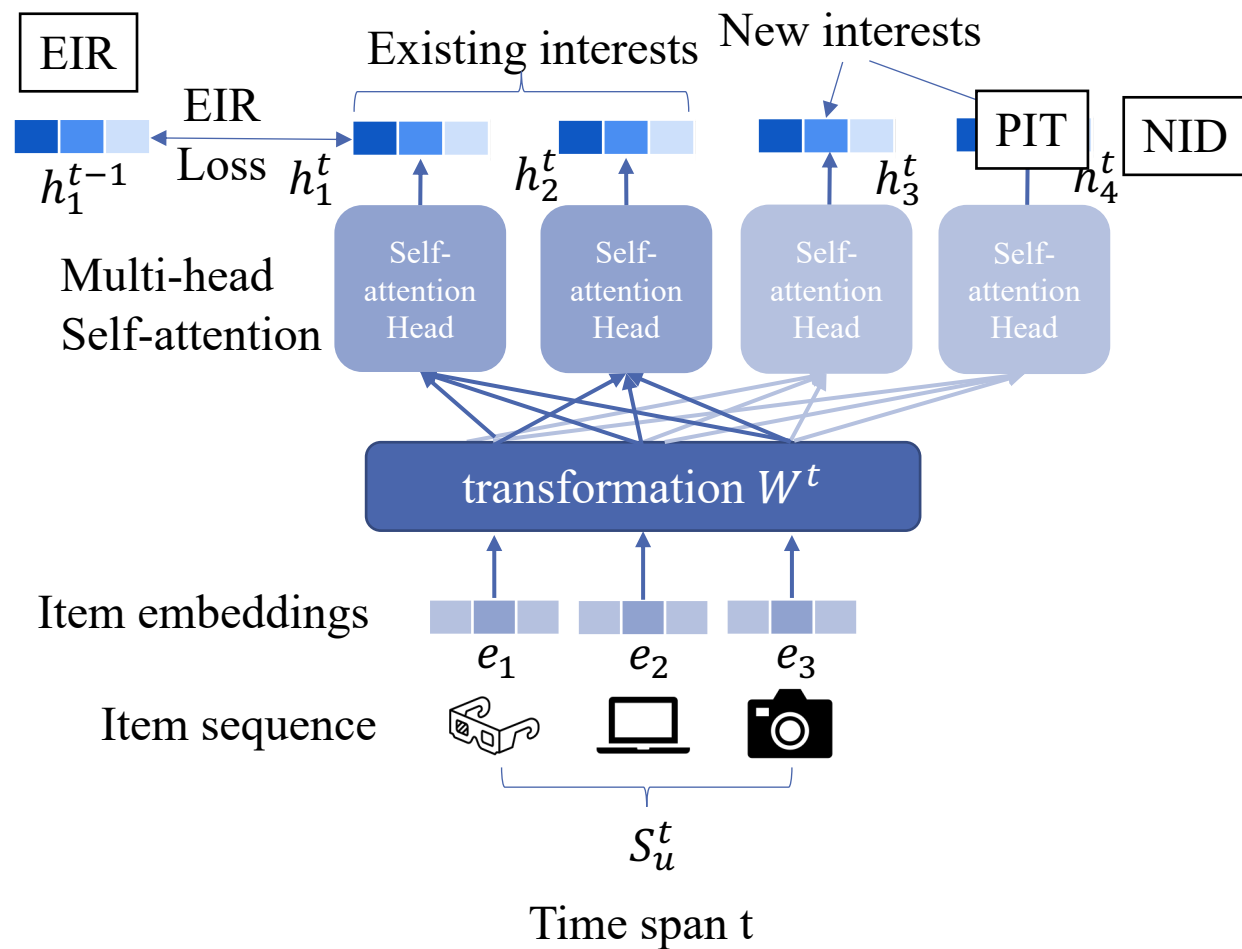 EIR
Existing interests
New interests
EIR
Loss
PIT
NID
h_1^{t-1}
h_1^t
h_2^t
h_3^t
h_4^t
Multi-head
Self-attention
Self-
attention
Head
Self-
attention
Head
Self-
attention
Head
Self-
attention
Head
transformation W^t
Item embeddings
e_1
e_2
e_3
Item sequence
S_u^t
Time span t